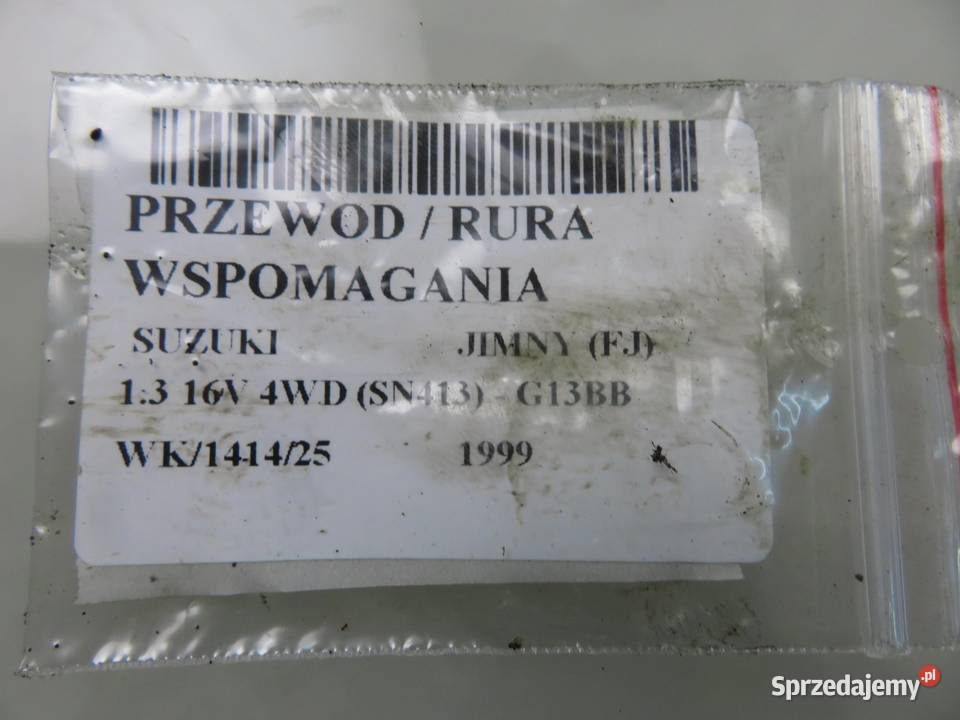 PRZEWOD / RURA
WSPOMAGANIA
SUZUKI JIMNY (FJ)
1.3 16V 4WD (SN413) - G13BB
WK/1414/25 1999
Sprzedajemy.pl